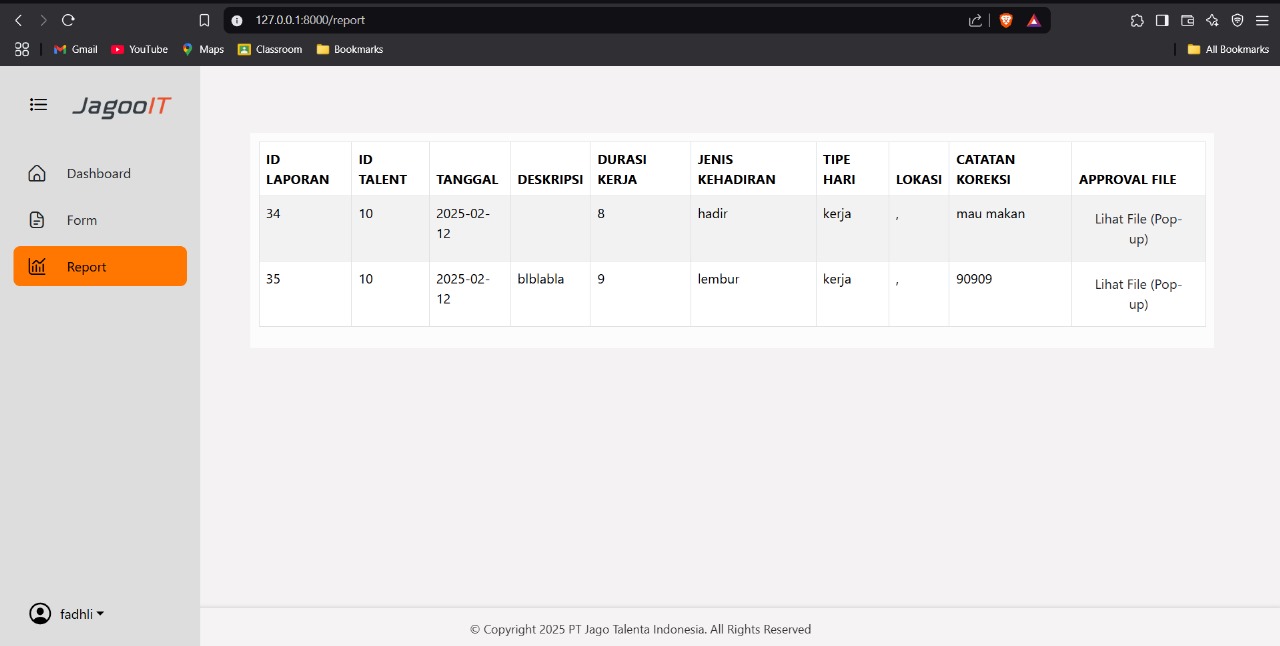 127.0.0.1:8000/report
Gmail YouTube Maps Classroom Bookmarks All Bookmarks
JagooIT
Dashboard
Form
Report
ID LAPORAN
ID TALENT
TANGGAL
DESKRIPSI
DURASI KERJA
JENIS KEHADIRAN
TIPE HARI
LOKASI
CATATAN KOREKSI
APPROVAL FILE
34
10
2025-02-
12
8
hadir
kerja
,
mau makan
Lihat File (Pop-
up)
35
10
2025-02-
12
blblabla
9
lembur
kerja
,
90909
Lihat File (Pop-
up)
fadhli
© Copyright 2025 PT Jago Talenta Indonesia. All Rights Reserved